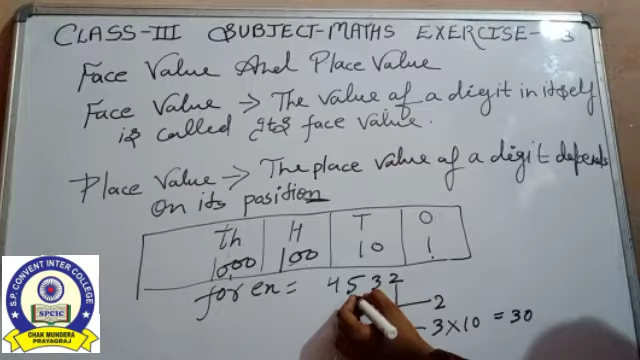 CLASS-III SUBJECT-MATHS EXERCISE-
Face Value And Place Value
Face Value → The value of a digit in itself
is called its face value.
Place Value → The place value of a digit depends
on its position
Th H T O
1000 100 10 1
for ex = 4532
2
3×10 = 30
S.P. CONVENT INTER COLLEGE
SPCIC
CHAK MUNDERA
PRAYAGRAJ